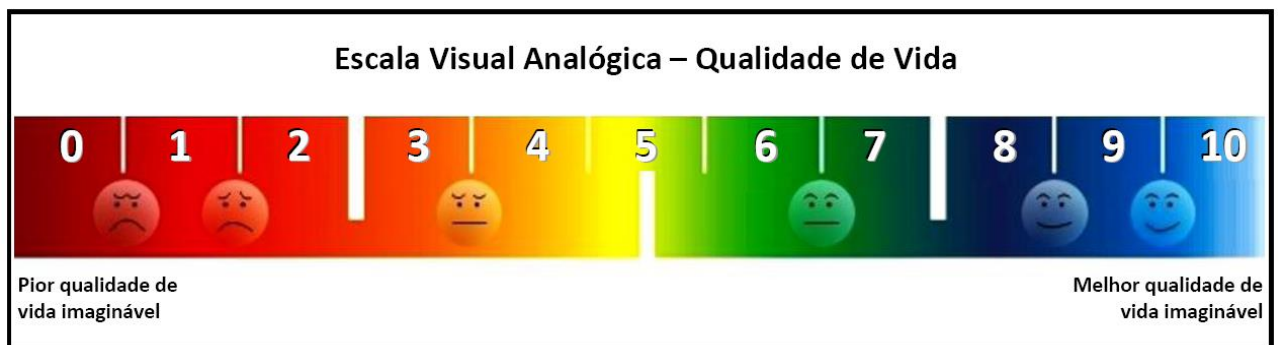 Escala Visual Analógica – Qualidade de Vida
0 1 2 3 4 5 6 7 8 9 10
Pior qualidade de
vida imaginável
Melhor qualidade de
vida imaginável